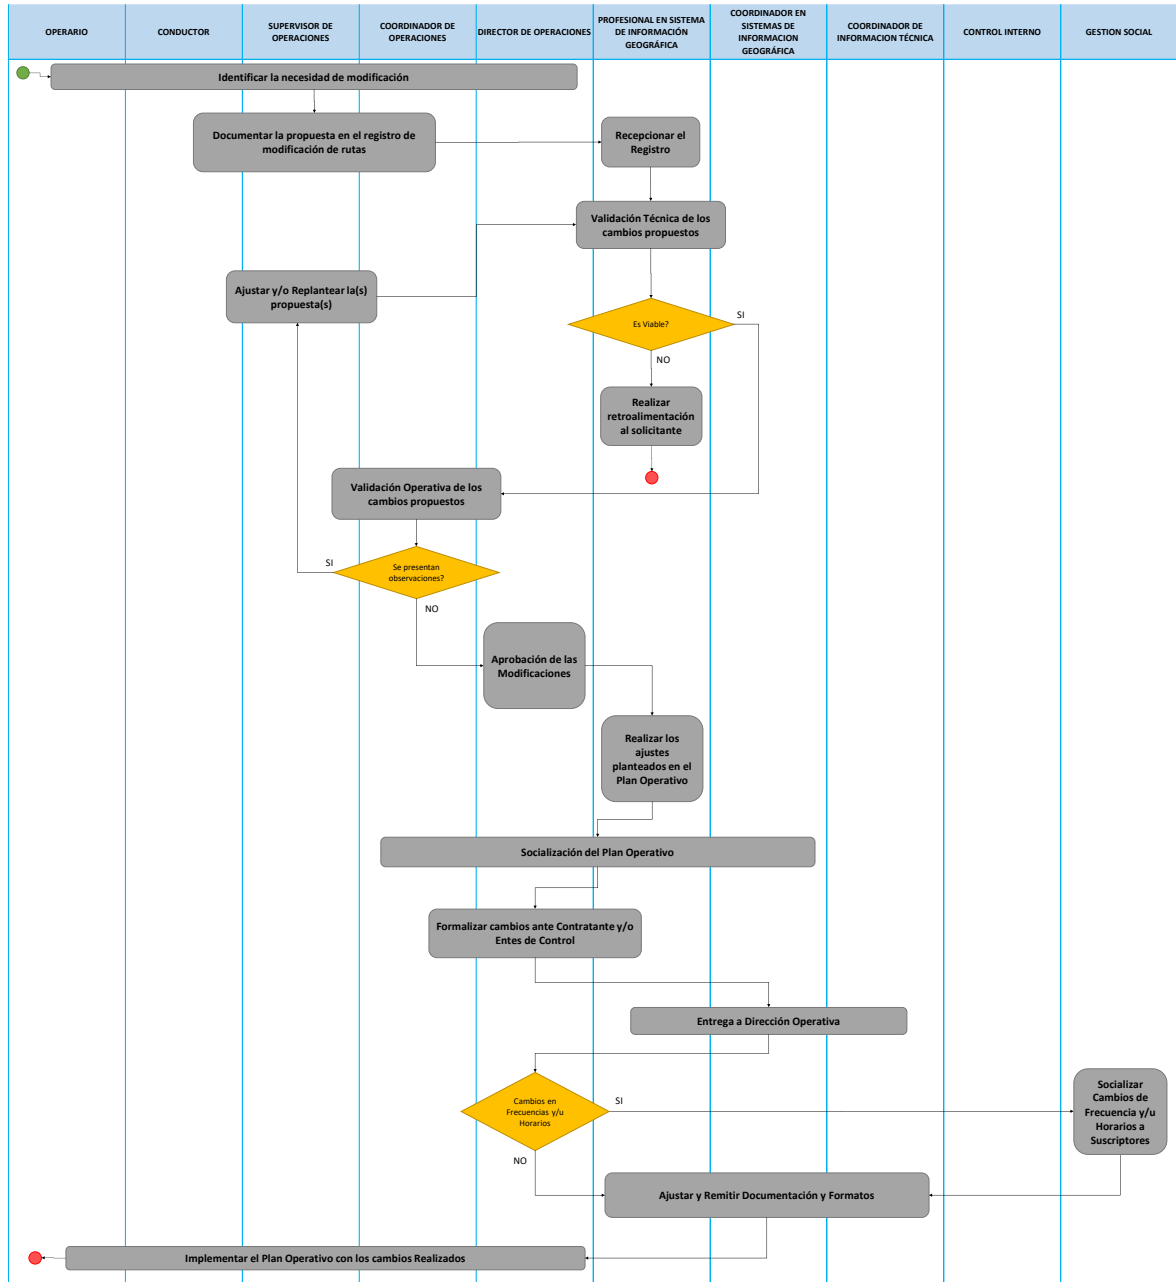 OPERARIO
CONDUCTOR
SUPERVISOR DE
OPERACIONES
COORDINADOR DE
OPERACIONES
DIRECTOR DE OPERACIONES
PROFESIONAL EN SISTEMA
DE INFORMACIÓN
GEOGRÁFICA
COORDINADOR EN
SISTEMAS DE
INFORMACION
GEOGRÁFICA
COORDINADOR DE
INFORMACION TÉCNICA
CONTROL INTERNO
GESTION SOCIAL
Identificar la necesidad de modificación
Documentar la propuesta en el registro de
modificación de rutas
Recepcionar el
Registro
Validación Técnica de los
cambios propuestos
Ajustar y/o Replantear la(s)
propuesta(s)
Es Viable?
SI
NO
Realizar
retroalimentación
al solicitante
Validación Operativa de los
cambios propuestos
Se presentan
observaciones?
SI
NO
Aprobación de las
Modificaciones
Realizar los
ajustes
planteados en el
Plan Operativo
Socialización del Plan Operativo
Formalizar cambios ante Contratante y/o
Entes de Control
Entrega a Dirección Operativa
Cambios en
Frecuencias y/u
Horarios
SI
NO
Socializar
Cambios de
Frecuencia y/u
Horarios a
Suscriptores
Ajustar y Remitir Documentación y Formatos
Implementar el Plan Operativo con los cambios Realizados